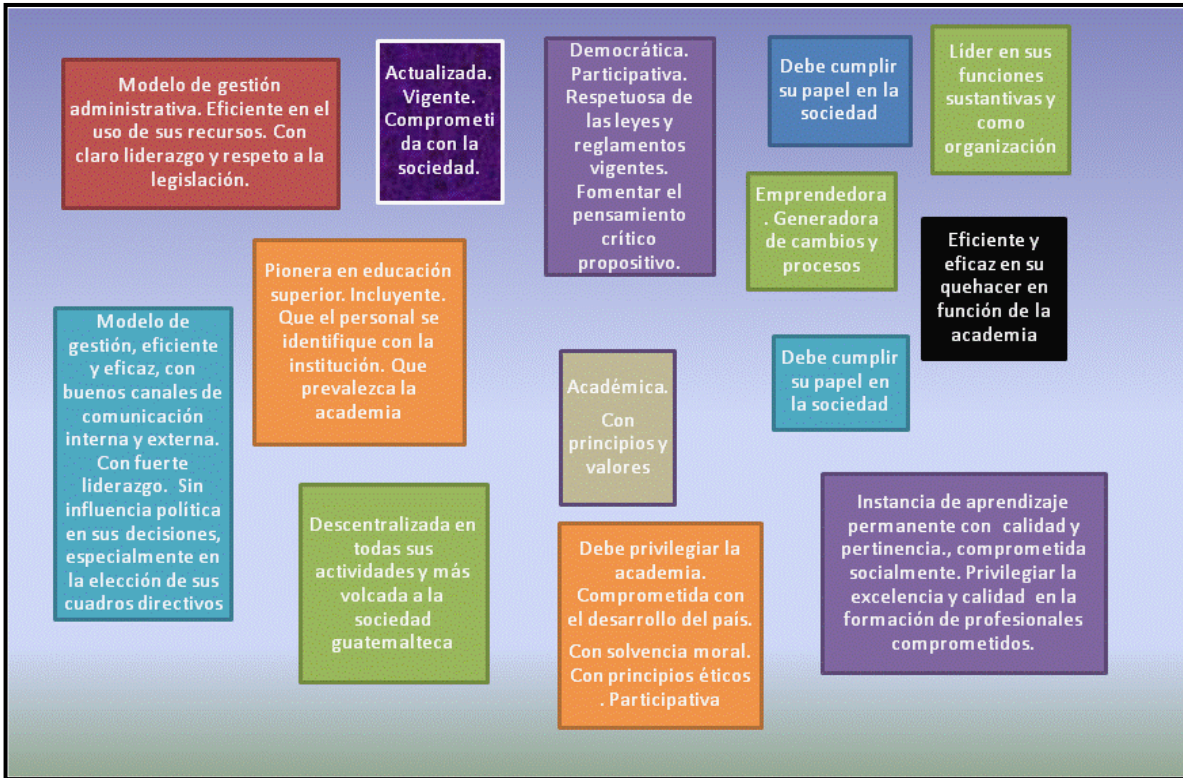 Modelo de gestión
administrativa. Eficiente en el
uso de sus recursos. Con
claro liderazgo y respeto a la
legislación.
Actualizada.
Vigente.
Comprometi
da con la
sociedad.
Democrática.
Participativa.
Respetuosa de
las leyes y
reglamentos
vigentes.
Fomentar el
pensamiento
crítico
propositivo.
Debe cumplir
su papel en la
sociedad
Líder en sus
funciones
sustantivas y
como
organización
Emprendedora
. Generadora
de cambios y
procesos
Eficiente y
eficaz en su
quehacer en
función de la
academia
Pionera en educación
superior. Incluyente.
Que el personal se
identifique con la
institución. Que
prevalezca la
academia
Modelo de
gestión, eficiente
y eficaz, con
buenos canales de
comunicación
interna y externa.
Con fuerte
liderazgo. Sin
influencia política
en sus decisiones,
especialmente en
la elección de sus
cuadros directivos
Académica.
Con
principios y
valores
Debe cumplir
su papel en
la sociedad
Descentralizada en
todas sus
actividades y más
volcada a la
sociedad
guatemalteca
Debe privilegiar la
academia.
Comprometida con
el desarrollo del país.
Con solvencia moral.
Con principios éticos
. Participativa
Instancia de aprendizaje
permanente con calidad y
pertinencia., comprometida
socialmente. Privilegiar la
excelencia y calidad en la
formación de profesionales
comprometidos.